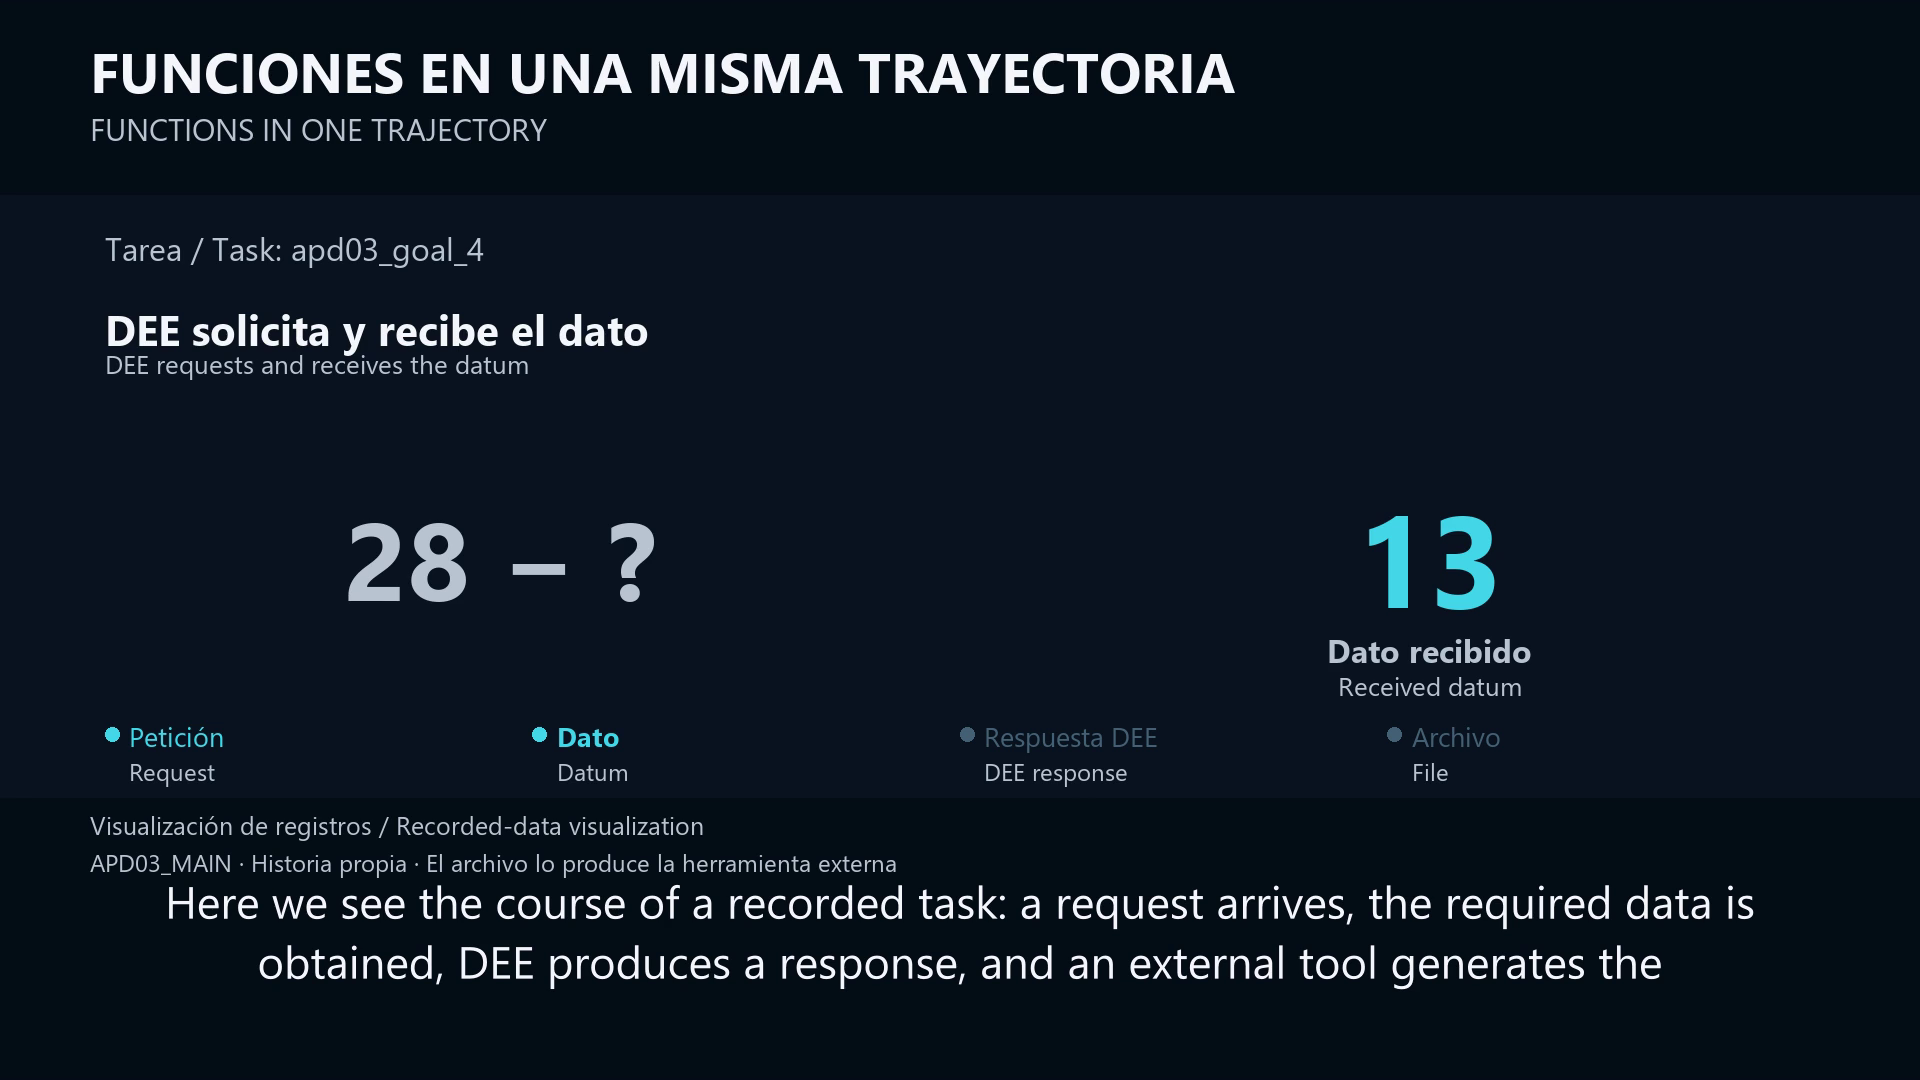 FUNCIONES EN UNA MISMA TRAYECTORIA
FUNCTIONS IN ONE TRAJECTORY
Tarea / Task: apd03_goal_4
DEE solicita y recibe el dato
DEE requests and receives the datum
28 – ?
13
Dato recibido
Received datum
Petición
Request
Dato
Datum
Respuesta DEE
DEE response
Archivo
File
Visualización de registros / Recorded-data visualization
APD03_MAIN · Historia propia · El archivo lo produce la herramienta externa
Here we see the course of a recorded task: a request arrives, the required data is
obtained, DEE produces a response, and an external tool generates the